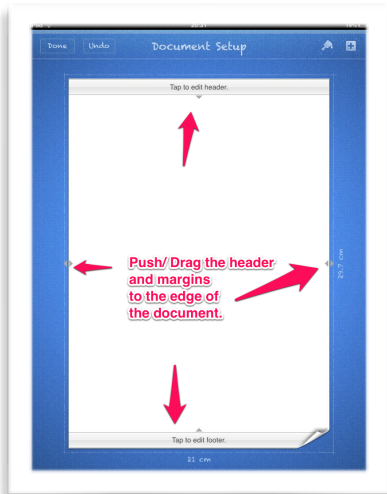 Done Undo Document Setup
Tap to edit header.
Push/ Drag the header
and margins
to the edge of
the document.
29.7 cm
Tap to edit footer.
21 cm